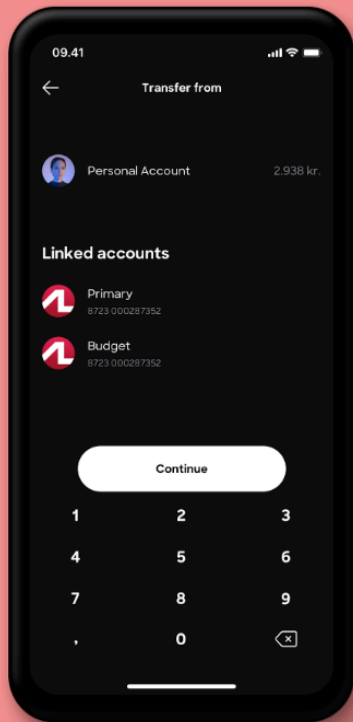 09.41
Transfer from
Personal Account 2.938 kr.
Linked accounts
Primary
8723 000287352
Budget
8723 000287352
Continue
1 2 3
4 5 6
7 8 9
, 0